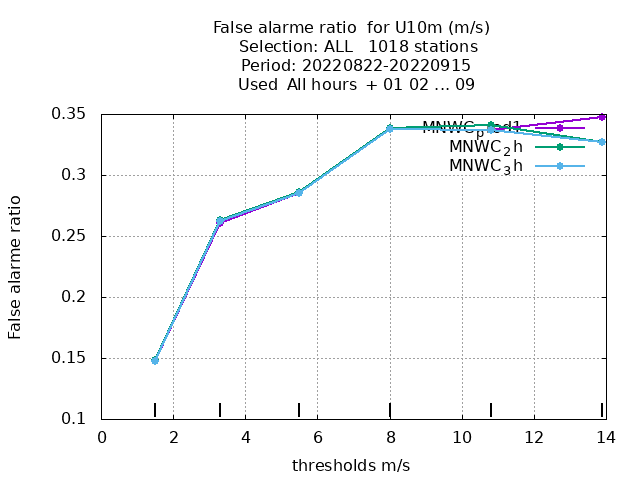 False alarme ratio  for U10m (m/s)
Selection: ALL   1018 stations
Period: 20220822-20220915
Used  All hours  + 01 02 ... 09
0.35
0.3
0.25
0.2
0.15
0.1
False alarme ratio
MNWC_2h
MNWC_3h
0 2 4 6 8 10 12 14
thresholds m/s